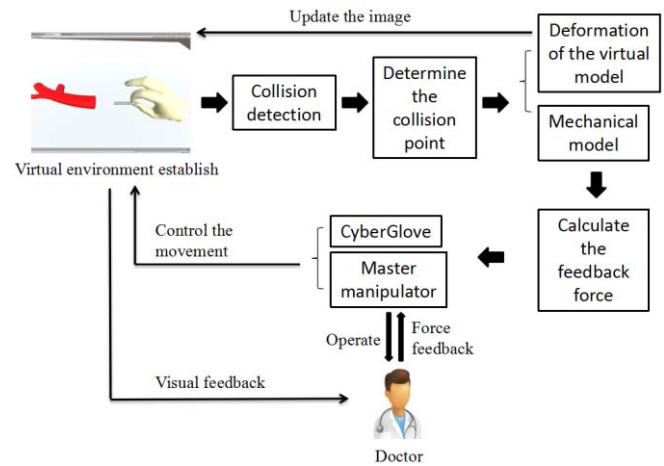 Update the image
Deformation
of the virtual
model
Collision
detection
Determine
the
collision
point
Mechanical
model
Virtual environment establish
Control the
movement
CyberGlove
Master
manipulator
Calculate
the
feedback
force
Operate
Force
feedback
Visual feedback
Doctor